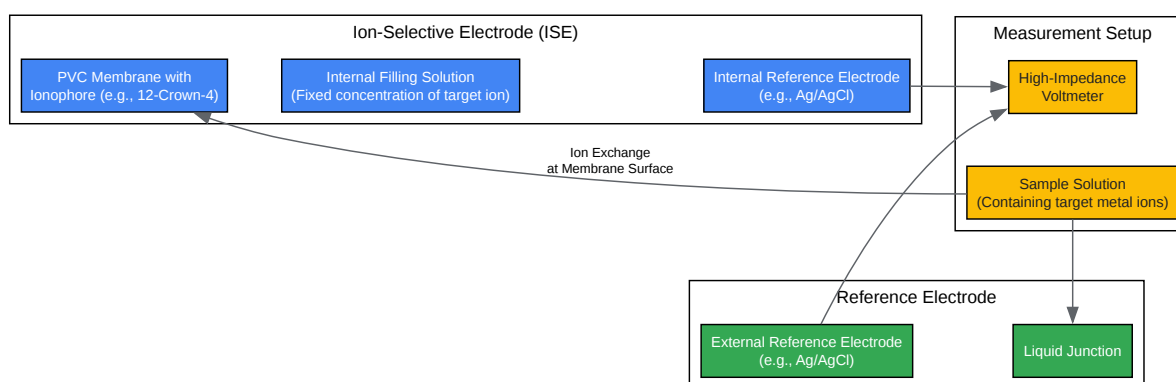 Ion-Selective Electrode (ISE)
PVC Membrane with
Ionophore (e.g., 12-Crown-4)
Internal Filling Solution
(Fixed concentration of target ion)
Internal Reference Electrode
(e.g., Ag/AgCl)
Measurement Setup
High-Impedance
Voltmeter
Ion Exchange
at Membrane Surface
Sample Solution
(Containing target metal ions)
Reference Electrode
External Reference Electrode
(e.g., Ag/AgCl)
Liquid Junction